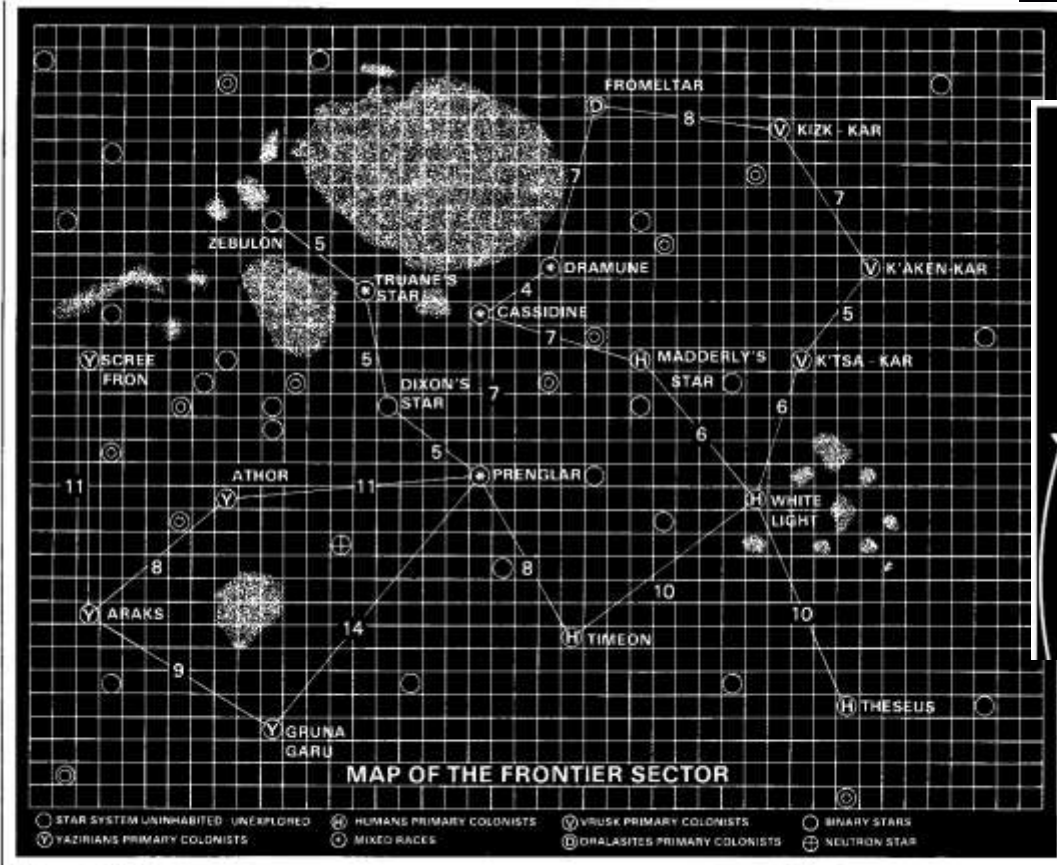 FROMELTAR
D
8
V KIZK - KAR
7
7
ZEBULON
5
DRAMUNE
V K'AKEN-KAR
TRUANE'S
STAR
4
CASSIDINE
5
7
Y SCREE
FRON
5
H MADDERLY'S
STAR
V K'TSA - KAR
DIXON'S
STAR
7
6
6
5
ATHOR
PRENGLAR
11
11
Y
H WHITE
LIGHT
8
8
10
10
Y ARAKS
14
H TIMEON
9
H THESEUS
Y GRUNA
GARU
MAP OF THE FRONTIER SECTOR
STAR SYSTEM UNINHABITED UNEXPLORED
H HUMANS PRIMARY COLONISTS
V VRUSK PRIMARY COLONISTS
BINARY STARS
Y YAZIRIANS PRIMARY COLONISTS
MIXED RACES
D DRALASITES PRIMARY COLONISTS
NEUTRON STAR